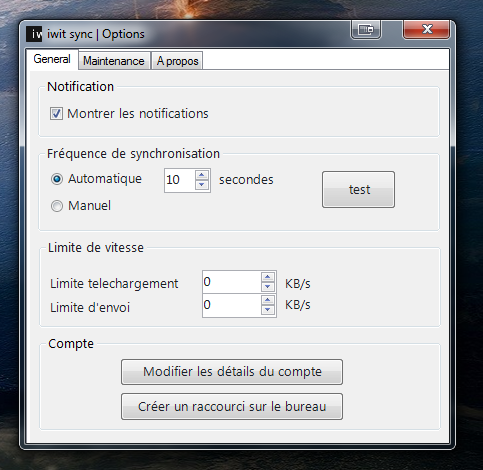 iw iwit sync | Options
General Maintenance A propos
Notification
Montrer les notifications
Fréquence de synchronisation
Automatique 10 secondes test
Manuel
Limite de vitesse
Limite telechargement 0 KB/s
Limite d'envoi 0 KB/s
Compte
Modifier les détails du compte
Créer un raccourci sur le bureau